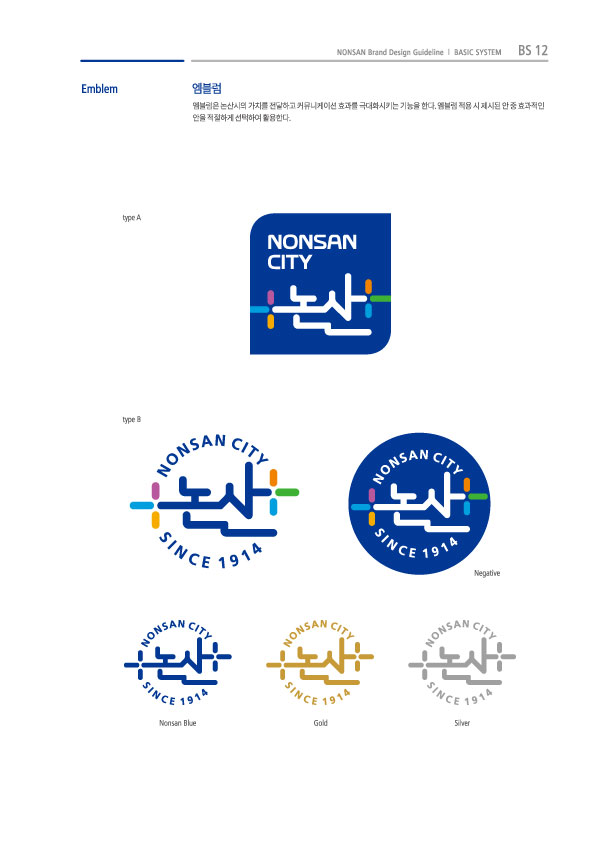 NONSAN Brand Design Guideline | BASIC SYSTEM BS 12
Emblem
엠블럼
엠블럼은 논산시의 가치를 전달하고 커뮤니케이션 효과를 극대화시키는 기능을 한다. 엠블럼 적용 시 제시된 안 중 효과적인
안을 적절하게 선택하여 활용한다.
type A
NONSAN
CITY
논산
type B
NONSAN CITY
논산
SINCE 1914
NONSAN CITY
논산
SINCE 1914
Negative
NONSAN CITY
논산
SINCE 1914
Nonsan Blue
NONSAN CITY
논산
SINCE 1914
Gold
NONSAN CITY
논산
SINCE 1914
Silver